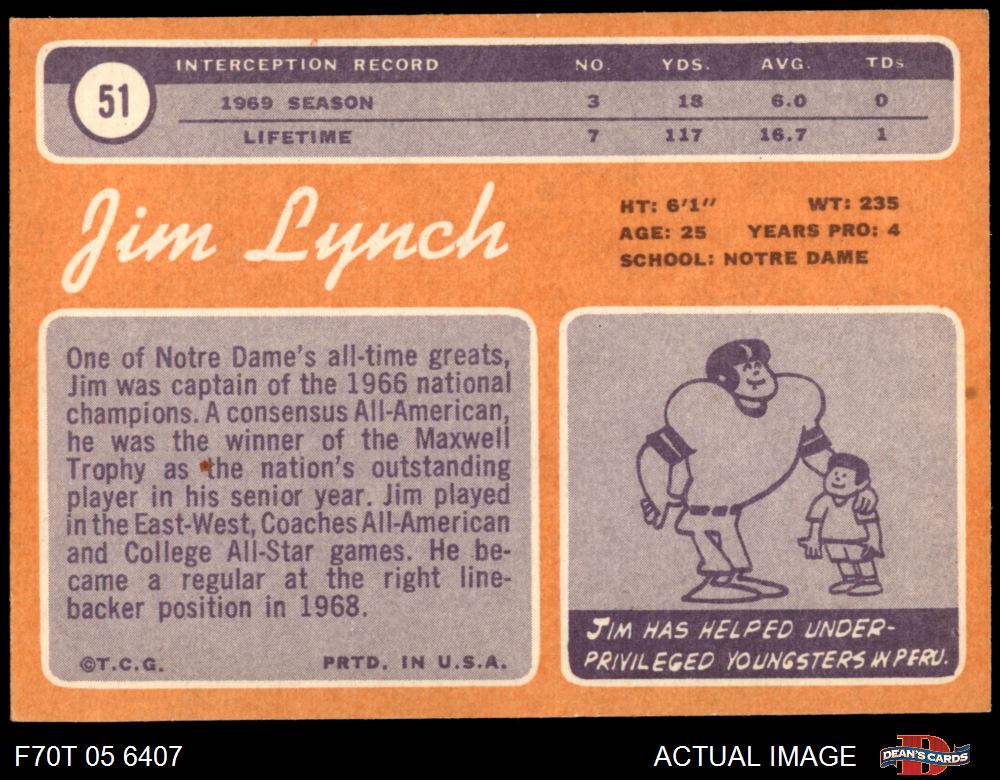 51
INTERCEPTION RECORD NO. YDS. AVG. TDs.
1969 SEASON 3 18 6.0 0
LIFETIME 7 117 16.7 1
Jim Lynch
HT: 6'1" WT: 235
AGE: 25 YEARS PRO: 4
SCHOOL: NOTRE DAME
One of Notre Dame's all-time greats,
Jim was captain of the 1966 national
champions. A consensus All-American,
he was the winner of the Maxwell
Trophy as the nation's outstanding
player in his senior year. Jim played
in the East-West, Coaches All-American
and College All-Star games. He be-
came a regular at the right line-
backer position in 1968.
©T.C.G. PRTD. IN U.S.A.
JIM HAS HELPED UNDER-
PRIVILEGED YOUNGSTERS IN PERU.
F70T 05 6407 ACTUAL IMAGE DEAN'S CARDS